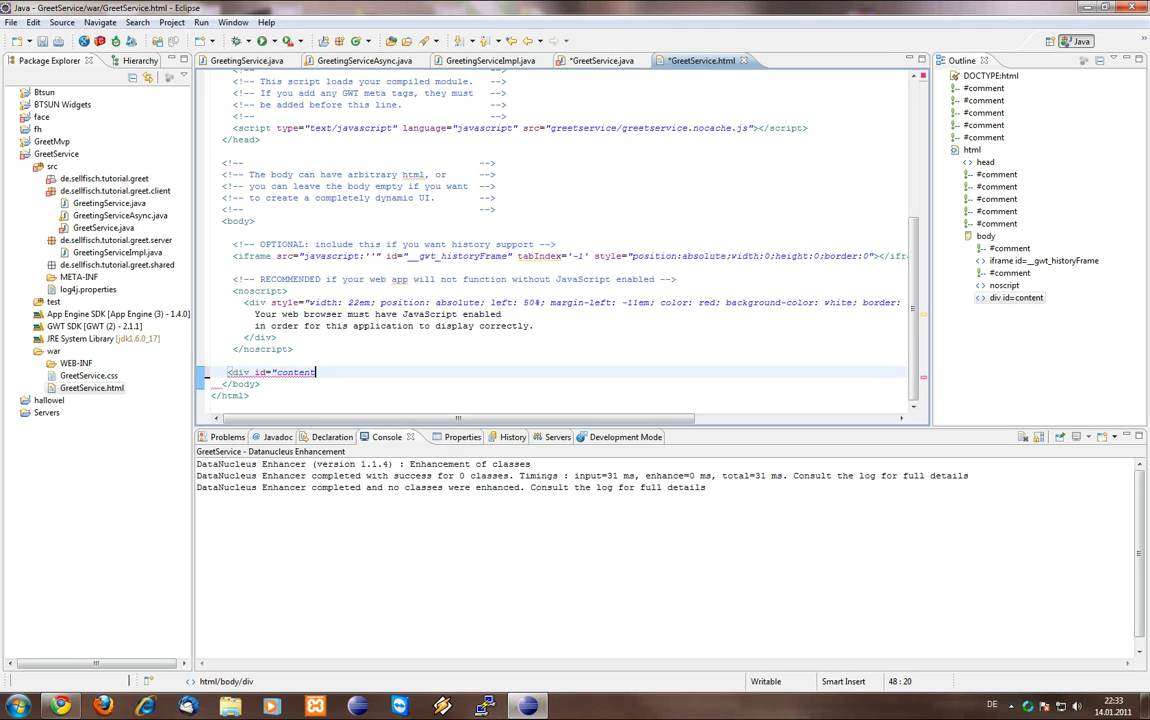 Java - GreetService/war/GreetService.html - Eclipse
File Edit Source Navigate Search Project Run Window Help
Java
Package Explorer Hierarchy
Btsun
BTSUN Widgets
face
fh
GreetMvp
GreetService
src
de.sellfisch.tutorial.greet
de.sellfisch.tutorial.greet.client
GreetingService.java
GreetingServiceAsync.java
GreetService.java
de.sellfisch.tutorial.greet.server
GreetingServiceImpl.java
de.sellfisch.tutorial.greet.shared
META-INF
log4j.properties
test
App Engine SDK [App Engine (3) - 1.4.0]
GWT SDK [GWT (2) - 2.1.1]
JRE System Library [jdk1.6.0_17]
war
WEB-INF
GreetService.css
GreetService.html
hallowel
Servers
GreetingService.java GreetingServiceAsync.java GreetingServiceImpl.java *GreetService.java *GreetService.html
<!-- This script loads your compiled module. -->
<!-- If you add any GWT meta tags, they must -->
<!-- be added before this line. -->
<!-- -->
<script type="text/javascript" language="javascript" src="greetservice/greetservice.nocache.js"></script>
</head>
<!-- -->
<!-- The body can have arbitrary html, or -->
<!-- you can leave the body empty if you want -->
<!-- to create a completely dynamic UI. -->
<!-- -->
<body>
<!-- OPTIONAL: include this if you want history support -->
<iframe src="javascript:''" id="__gwt_historyFrame" tabIndex='-1' style="position:absolute;width:0;height:0;border:0"></ifra
<!-- RECOMMENDED if your web app will not function without JavaScript enabled -->
<noscript>
<div style="width: 22em; position: absolute; left: 50%; margin-left: -11em; color: red; background-color: white; border:
Your web browser must have JavaScript enabled
in order for this application to display correctly.
</div>
</noscript>
<div id="content
</body>
</html>
Outline
DOCTYPE:html
#comment
#comment
#comment
#comment
#comment
html
head
#comment
#comment
#comment
#comment
#comment
body
#comment
iframe id=__gwt_historyFrame
#comment
noscript
div id=content
Problems Javadoc Declaration Console Properties History Servers Development Mode
GreetService - Datanucleus Enhancement
DataNucleus Enhancer (version 1.1.4) : Enhancement of classes
DataNucleus Enhancer completed with success for 0 classes. Timings : input=31 ms, enhance=0 ms, total=31 ms. Consult the log for full details
DataNucleus Enhancer completed and no classes were enhanced. Consult the log for full details
html/body/div Writable Smart Insert 48 : 20
DE 22:33
14.01.2011